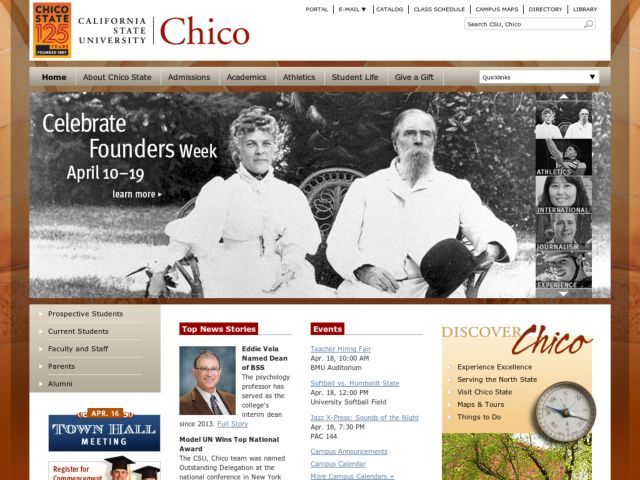 CHICO
STATE
125
YEARS
FOUNDED 1887
CALIFORNIA
STATE
UNIVERSITY
Chico
PORTAL
E-MAIL
CATALOG
CLASS SCHEDULE
CAMPUS MAPS
DIRECTORY
LIBRARY
Search CSU, Chico
Home
About Chico State
Admissions
Academics
Athletics
Student Life
Give a Gift
Quicklinks
Celebrate
Founders Week
April 10–19
learn more
ATHLETICS
INTERNATIONAL
JOURNALISM
EXPERIENCE
Prospective Students
Current Students
Faculty and Staff
Parents
Alumni
APR. 16
TOWN HALL
MEETING
Register for
Commencement
Top News Stories
Eddie Vela
Named Dean of
BSS
The psychology
professor has
served as the
college's
interim dean
since 2013. Full Story
Model UN Wins Top National
Award
The CSU, Chico team was named
Outstanding Delegation at the
national conference in New York
Events
Teacher Hiring Fair
Apr. 18, 10:00 AM
BMU Auditorium
Softball vs. Humboldt State
Apr. 18, 12:00 PM
University Softball Field
Jazz X-Press: Sounds of the Night
Apr. 18, 7:30 PM
PAC 144
Campus Announcements
Campus Calendar
More Campus Calendars +
DISCOVER Chico
Experience Excellence
Serving the North State
Visit Chico State
Maps & Tours
Things to Do